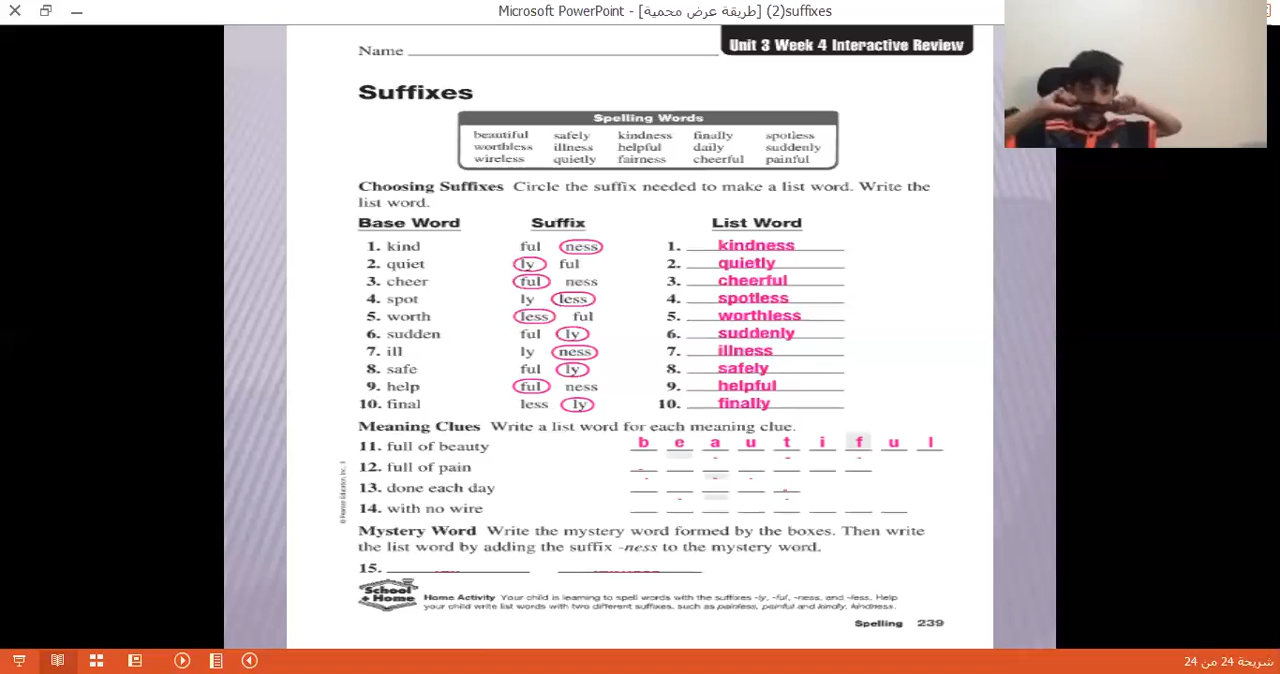 suffixes(2) [طريقة عرض محمية] - Microsoft PowerPoint
Name
Unit 3 Week 4 Interactive Review
Suffixes
Spelling Words
beautiful safely kindness finally spotless
worthless illness helpful daily suddenly
wireless quietly fairness cheerful painful
Choosing Suffixes Circle the suffix needed to make a list word. Write the
list word.
Base Word Suffix List Word
1. kind ful ness 1. kindness
2. quiet ly ful 2. quietly
3. cheer ful ness 3. cheerful
4. spot ly less 4. spotless
5. worth less ful 5. worthless
6. sudden ful ly 6. suddenly
7. ill ly ness 7. illness
8. safe ful ly 8. safely
9. help ful ness 9. helpful
10. final less ly 10. finally
Meaning Clues Write a list word for each meaning clue.
11. full of beauty b e a u t i f u l
12. full of pain
13. done each day
14. with no wire
Mystery Word Write the mystery word formed by the boxes. Then write
the list word by adding the suffix -ness to the mystery word.
15.
School + Home
Home Activity Your child is learning to spell words with the suffixes -ly, -ful, -ness, and -less. Help
your child write list words with two different suffixes, such as painless, painful and kindly, kindness.
Spelling 239
شريحة 24 من 24